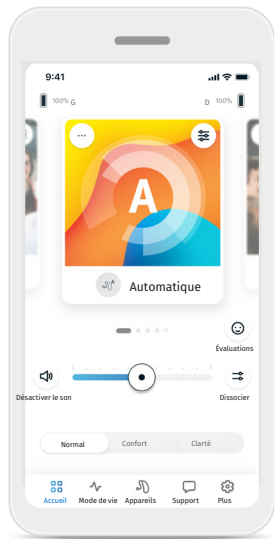 9:41
100% G
D 100%
A
Automatique
Évaluations
Désactiver le son
Dissocier
Normal Confort Clarté
Accueil Mode de vie Appareils Support Plus